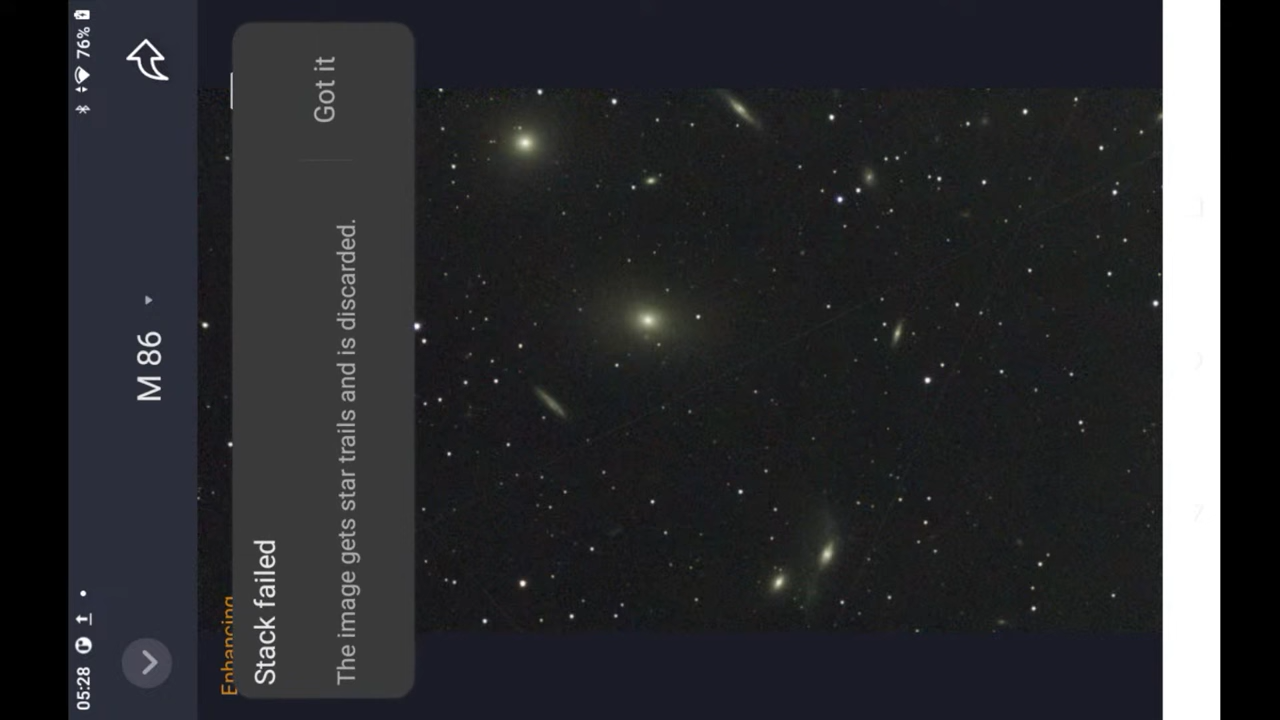 05:28
76%
M 86
Enhancing
Stack failed
The image gets star trails and is discarded.
Got it